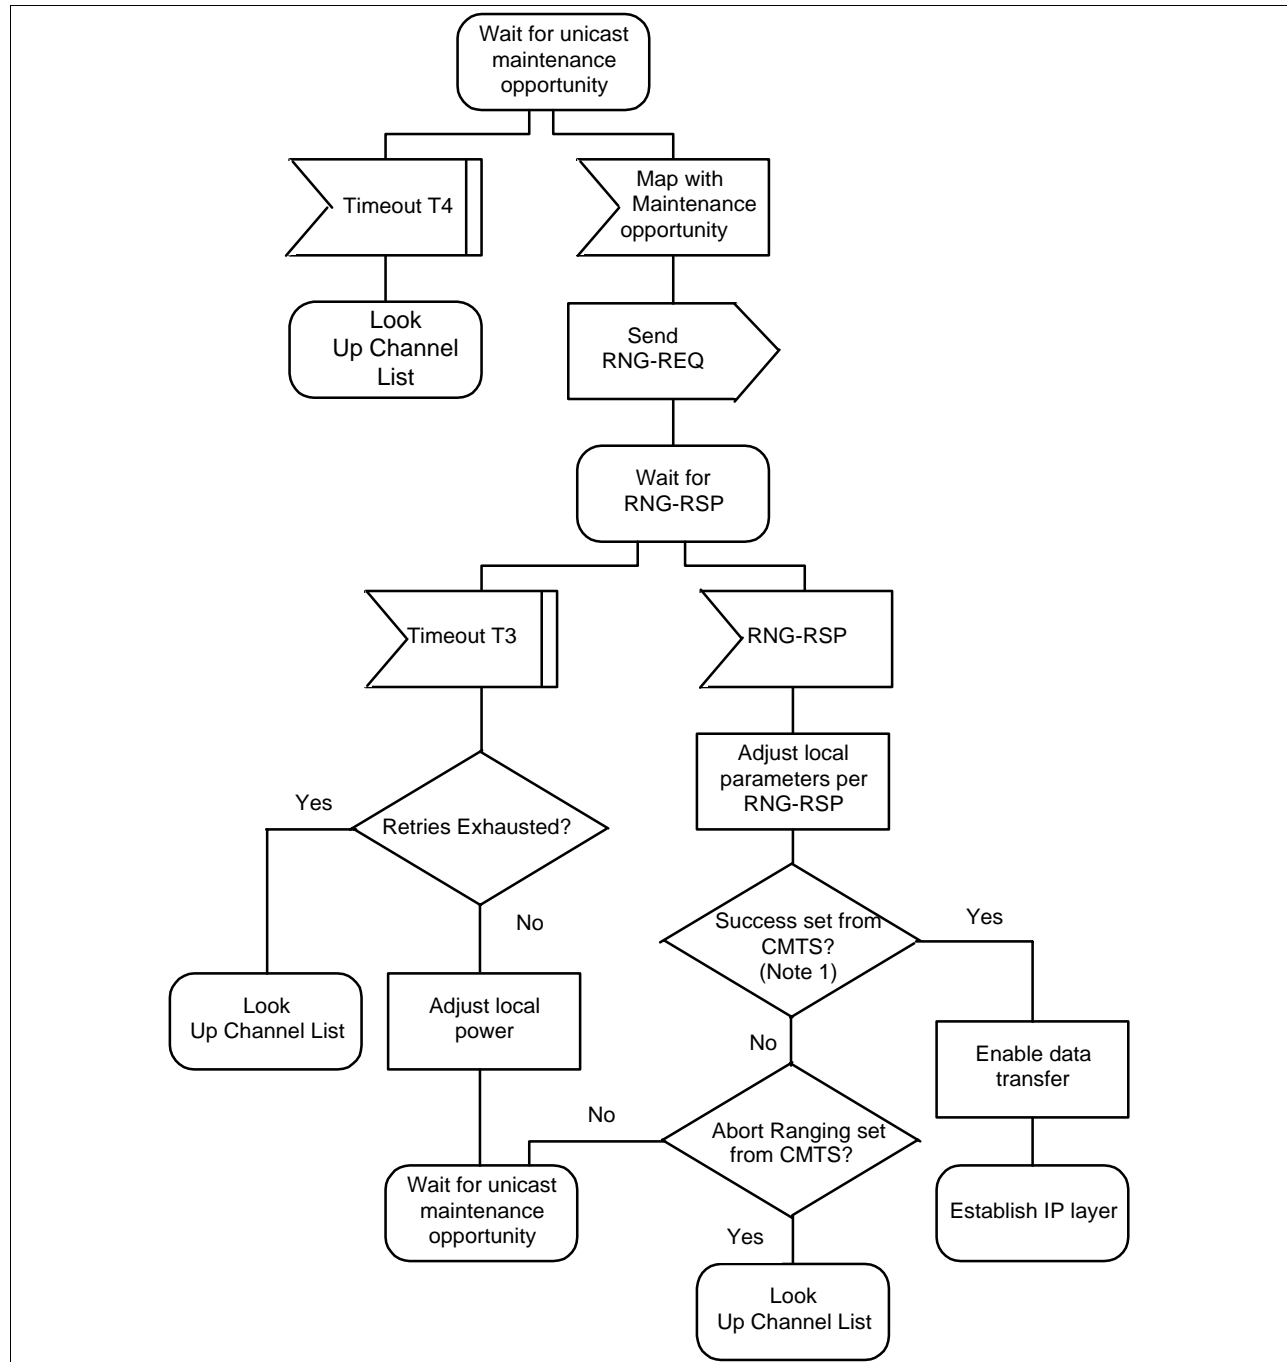 Wait for unicast
maintenance
opportunity
Timeout T4
Map with
Maintenance
opportunity
Look
Up Channel
List
Send
RNG-REQ
Wait for
RNG-RSP
Timeout T3
RNG-RSP
Adjust local
parameters per
RNG-RSP
Yes
Retries Exhausted?
No
Success set from
CMTS?
(Note 1)
Yes
Look
Up Channel List
Adjust local
power
No
Enable data
transfer
No
Abort Ranging set
from CMTS?
Wait for unicast
maintenance
opportunity
Establish IP layer
Yes
Look
Up Channel List